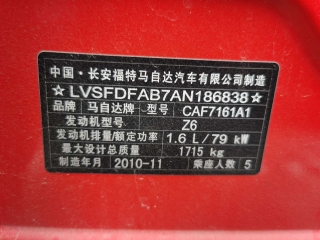 中国·长安福特马自达汽车有限公司制造
☆LVSFDFAB7AN186838☆
品牌 马自达牌 型号 CAF7161A1
发动机型号 Z6
发动机排量/额定功率 1.6 L/79 kW
最大设计总质量 1715 kg
制造年月 2010-11 乘座人数 5